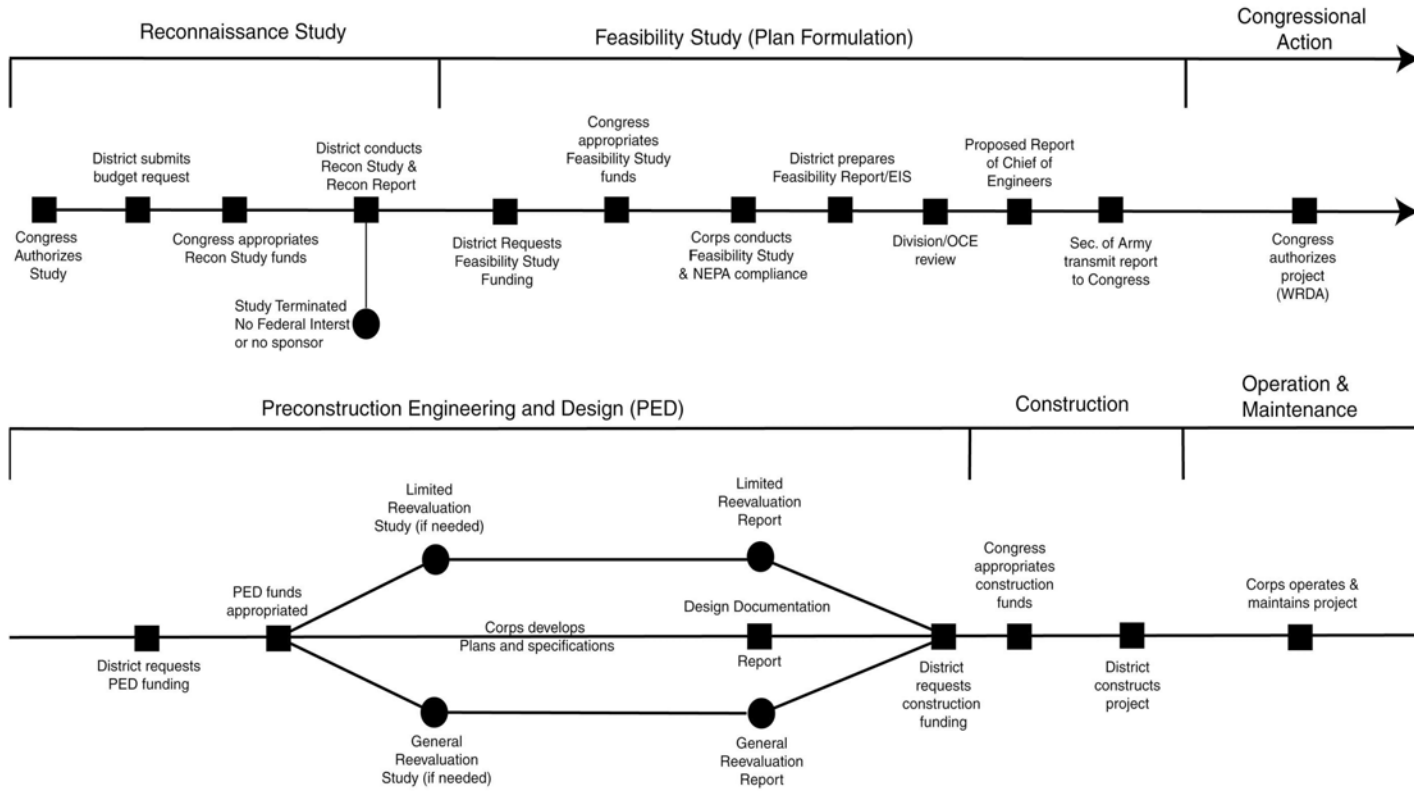 Reconnaissance Study
Feasibility Study (Plan Formulation)
Congressional
Action
Congress
Authorizes
Study
District submits
budget request
Congress appropriates
Recon Study funds
District conducts
Recon Study &
Recon Report
Study Terminated
No Federal Interst
or no sponsor
District Requests
Feasibility Study
Funding
Congress
appropriates
Feasibility Study
funds
Corps conducts
Feasibility Study
& NEPA compliance
District prepares
Feasibility Report/EIS
Division/OCE
review
Proposed Report
of Chief of
Engineers
Sec. of Army
transmit report
to Congress
Congress
authorizes
project
(WRDA)
Preconstruction Engineering and Design (PED)
Construction
Operation &
Maintenance
District requests
PED funding
PED funds
appropriated
Limited
Reevaluation
Study (if needed)
Limited
Reevaluation
Report
Corps develops
Plans and specifications
Design Documentation
Report
General
Reevaluation
Study (if needed)
General
Reevaluation
Report
District
requests
construction
funding
Congress
appropriates
construction
funds
District
constructs
project
Corps operates &
maintains project